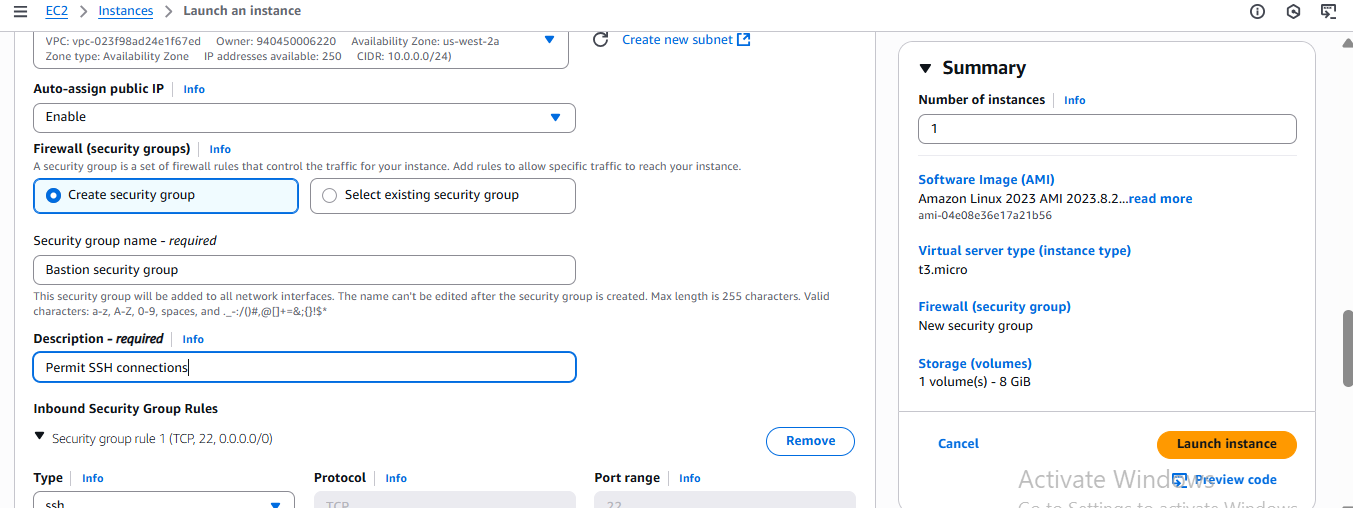 EC2 > Instances > Launch an instance
VPC: vpc-023f98ad24e1f67ed Owner: 940450006220 Availability Zone: us-west-2a
Zone type: Availability Zone IP addresses available: 250 CIDR: 10.0.0.0/24)
Create new subnet
Auto-assign public IP | Info
Enable
Firewall (security groups) | Info
A security group is a set of firewall rules that control the traffic for your instance. Add rules to allow specific traffic to reach your instance.
Create security group
Select existing security group
Security group name - required
Bastion security group
This security group will be added to all network interfaces. The name can't be edited after the security group is created. Max length is 255 characters. Valid
characters: a-z, A-Z, 0-9, spaces, and ._-:/()#,@[]+=&;{}!$*
Description - required | Info
Permit SSH connections
Inbound Security Group Rules
Security group rule 1 (TCP, 22, 0.0.0.0/0)
Remove
Type | Info
Protocol | Info
Port range | Info
ssh
TCP
22
Summary
Number of instances | Info
1
Software Image (AMI)
Amazon Linux 2023 AMI 2023.8.2...read more
ami-04e08e36e17a21b56
Virtual server type (instance type)
t3.micro
Firewall (security group)
New security group
Storage (volumes)
1 volume(s) - 8 GiB
Cancel
Launch instance
Preview code
Activate Windows
Go to Settings to activate Windows